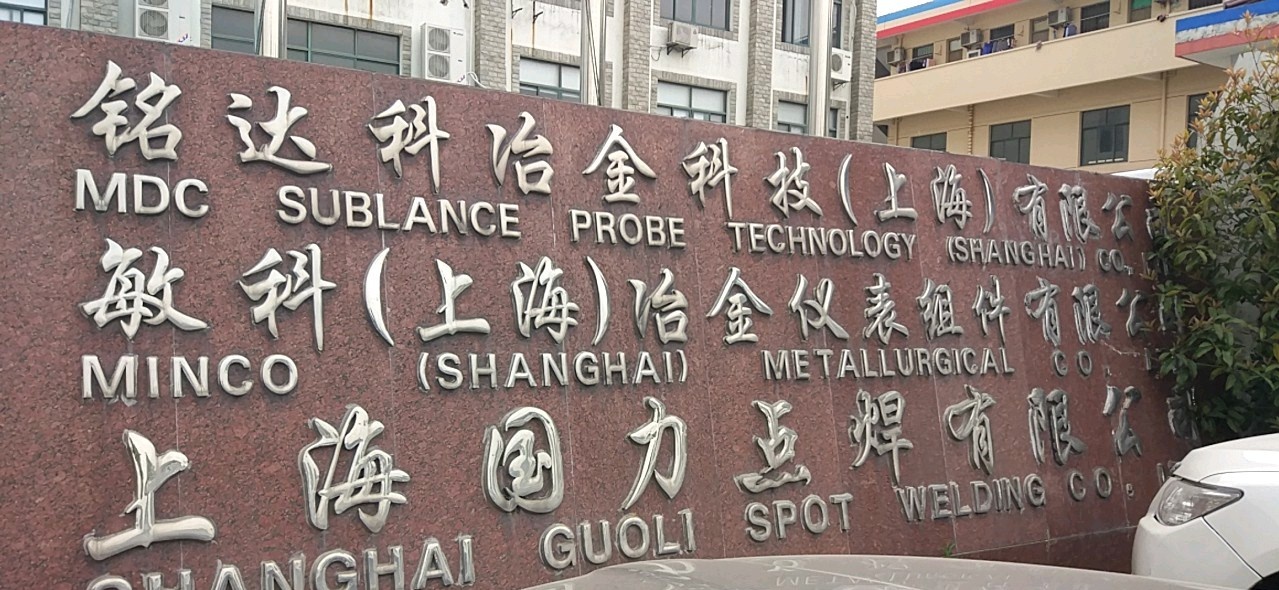 铭达科冶金科技(上海)有限公
MDC SUBLANCE PROBE TECHNOLOGY (SHANGHAI) CO.,
敏科(上海)冶金仪表组件有限公
MINCO (SHANGHAI) METALLURGICAL CO
上海国力点焊有限公
SHANGHAI GUOLI SPOT WELDING CO.